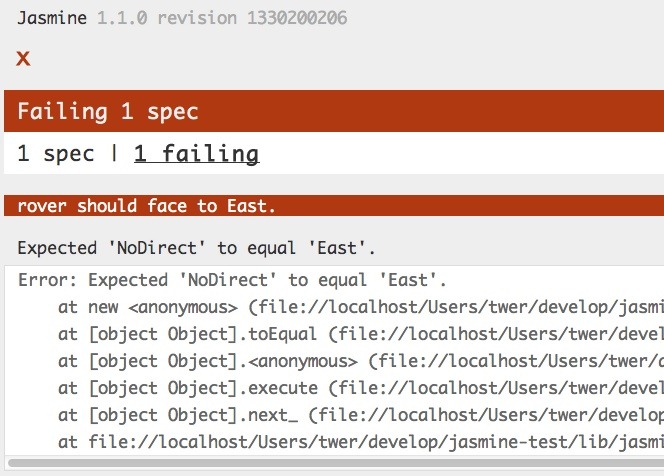 Jasmine 1.1.0 revision 1330200206
x
Failing 1 spec
1 spec | 1 failing
rover should face to East.
Expected 'NoDirect' to equal 'East'.
Error: Expected 'NoDirect' to equal 'East'.
at new <anonymous> (file://localhost/Users/twer/develop/jasmi
at [object Object].toEqual (file://localhost/Users/twer/devel
at [object Object].<anonymous> (file://localhost/Users/twer/d
at [object Object].execute (file://localhost/Users/twer/devel
at [object Object].next_ (file://localhost/Users/twer/develop
at file://localhost/Users/twer/develop/jasmine-test/lib/jasmi